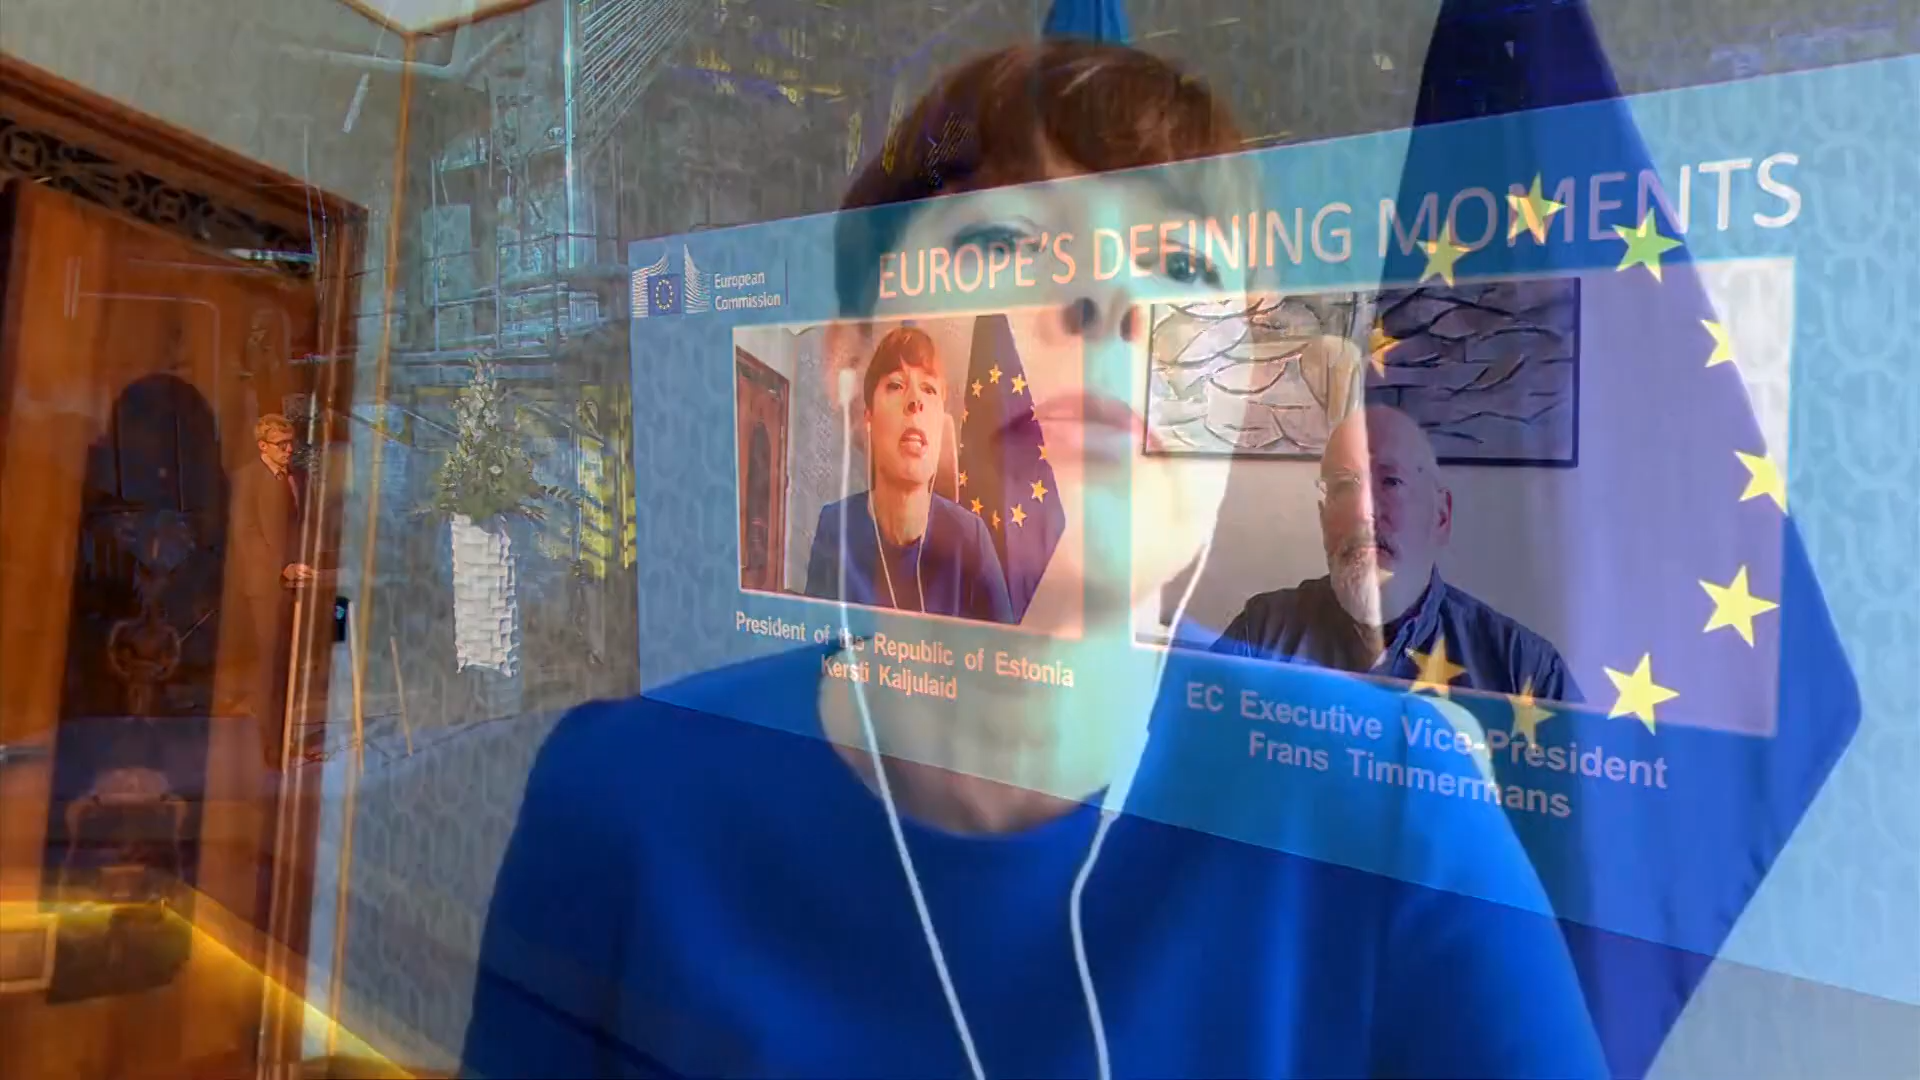 EUROPE'S DEFINING MOMENTS
European
Commission
President of the Republic of Estonia
Kersti Kaljulaid
EC Executive Vice-President
Frans Timmermans